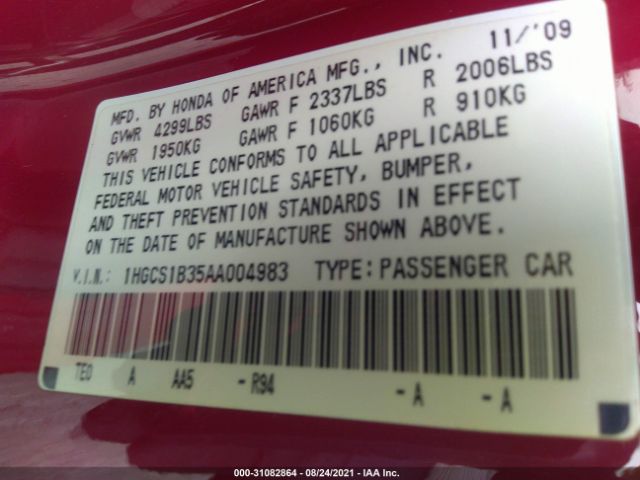 MFD. BY HONDA OF AMERICA MFG., INC. 11/'09
GVWR 4299LBS GAWR F 2337LBS R 2006LBS
GVWR 1950KG GAWR F 1060KG R 910KG
THIS VEHICLE CONFORMS TO ALL APPLICABLE
FEDERAL MOTOR VEHICLE SAFETY, BUMPER,
AND THEFT PREVENTION STANDARDS IN EFFECT
ON THE DATE OF MANUFACTURE SHOWN ABOVE.
V.I.N.: 1HGCS1B35AA004983 TYPE: PASSENGER CAR
TE0 A AA5 - R94 - A - A
000-31082864 - 08/24/2021 - IAA Inc.